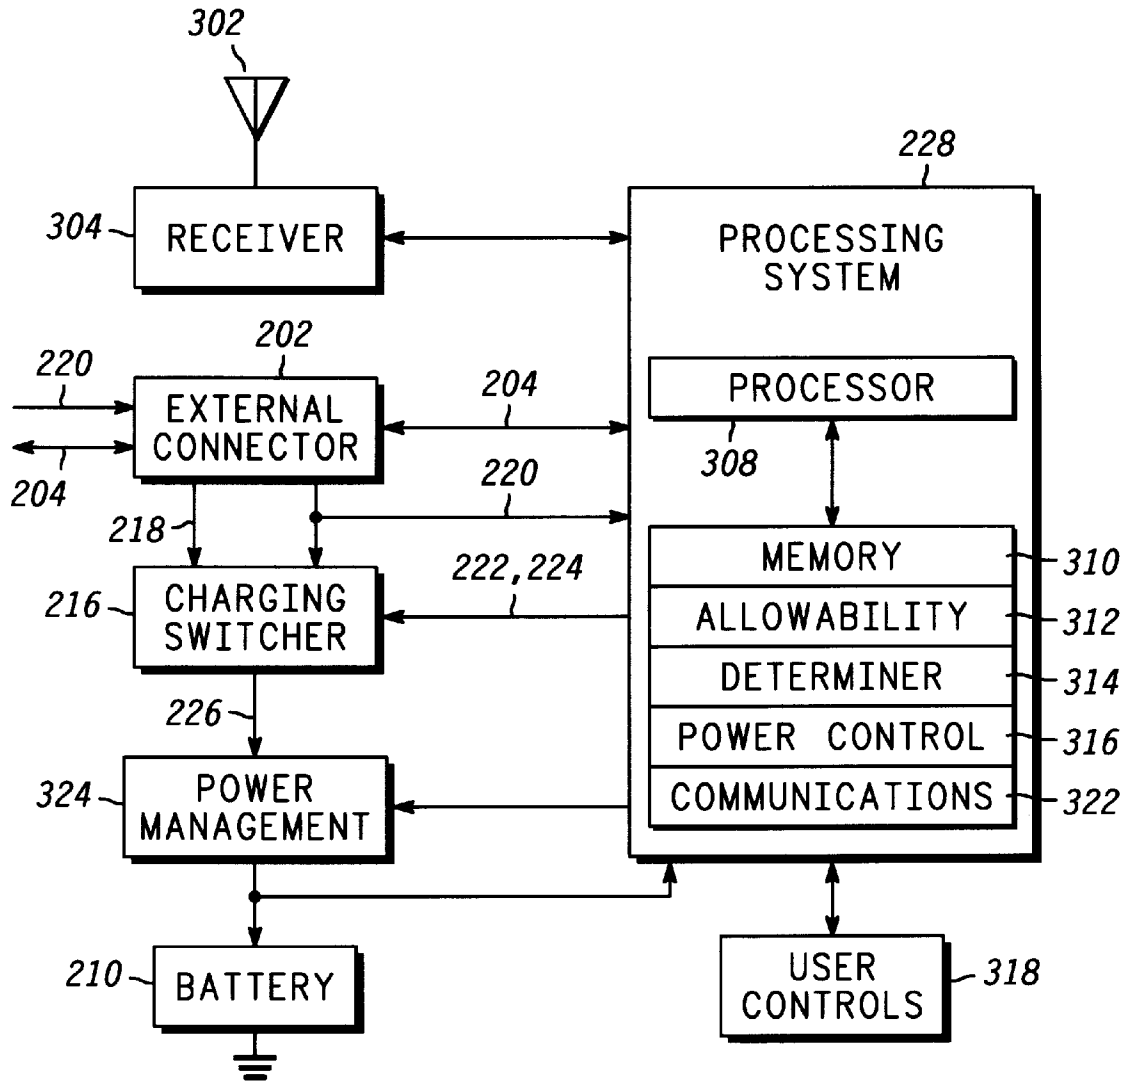 302
228
304
RECEIVER
PROCESSING
SYSTEM
202
220
EXTERNAL
CONNECTOR
204
204
PROCESSOR
308
218
220
MEMORY
310
222, 224
216
CHARGING
SWITCHER
ALLOWABILITY
312
DETERMINER
314
226
POWER CONTROL
316
324
POWER
MANAGEMENT
COMMUNICATIONS
322
210
BATTERY
USER
CONTROLS
318